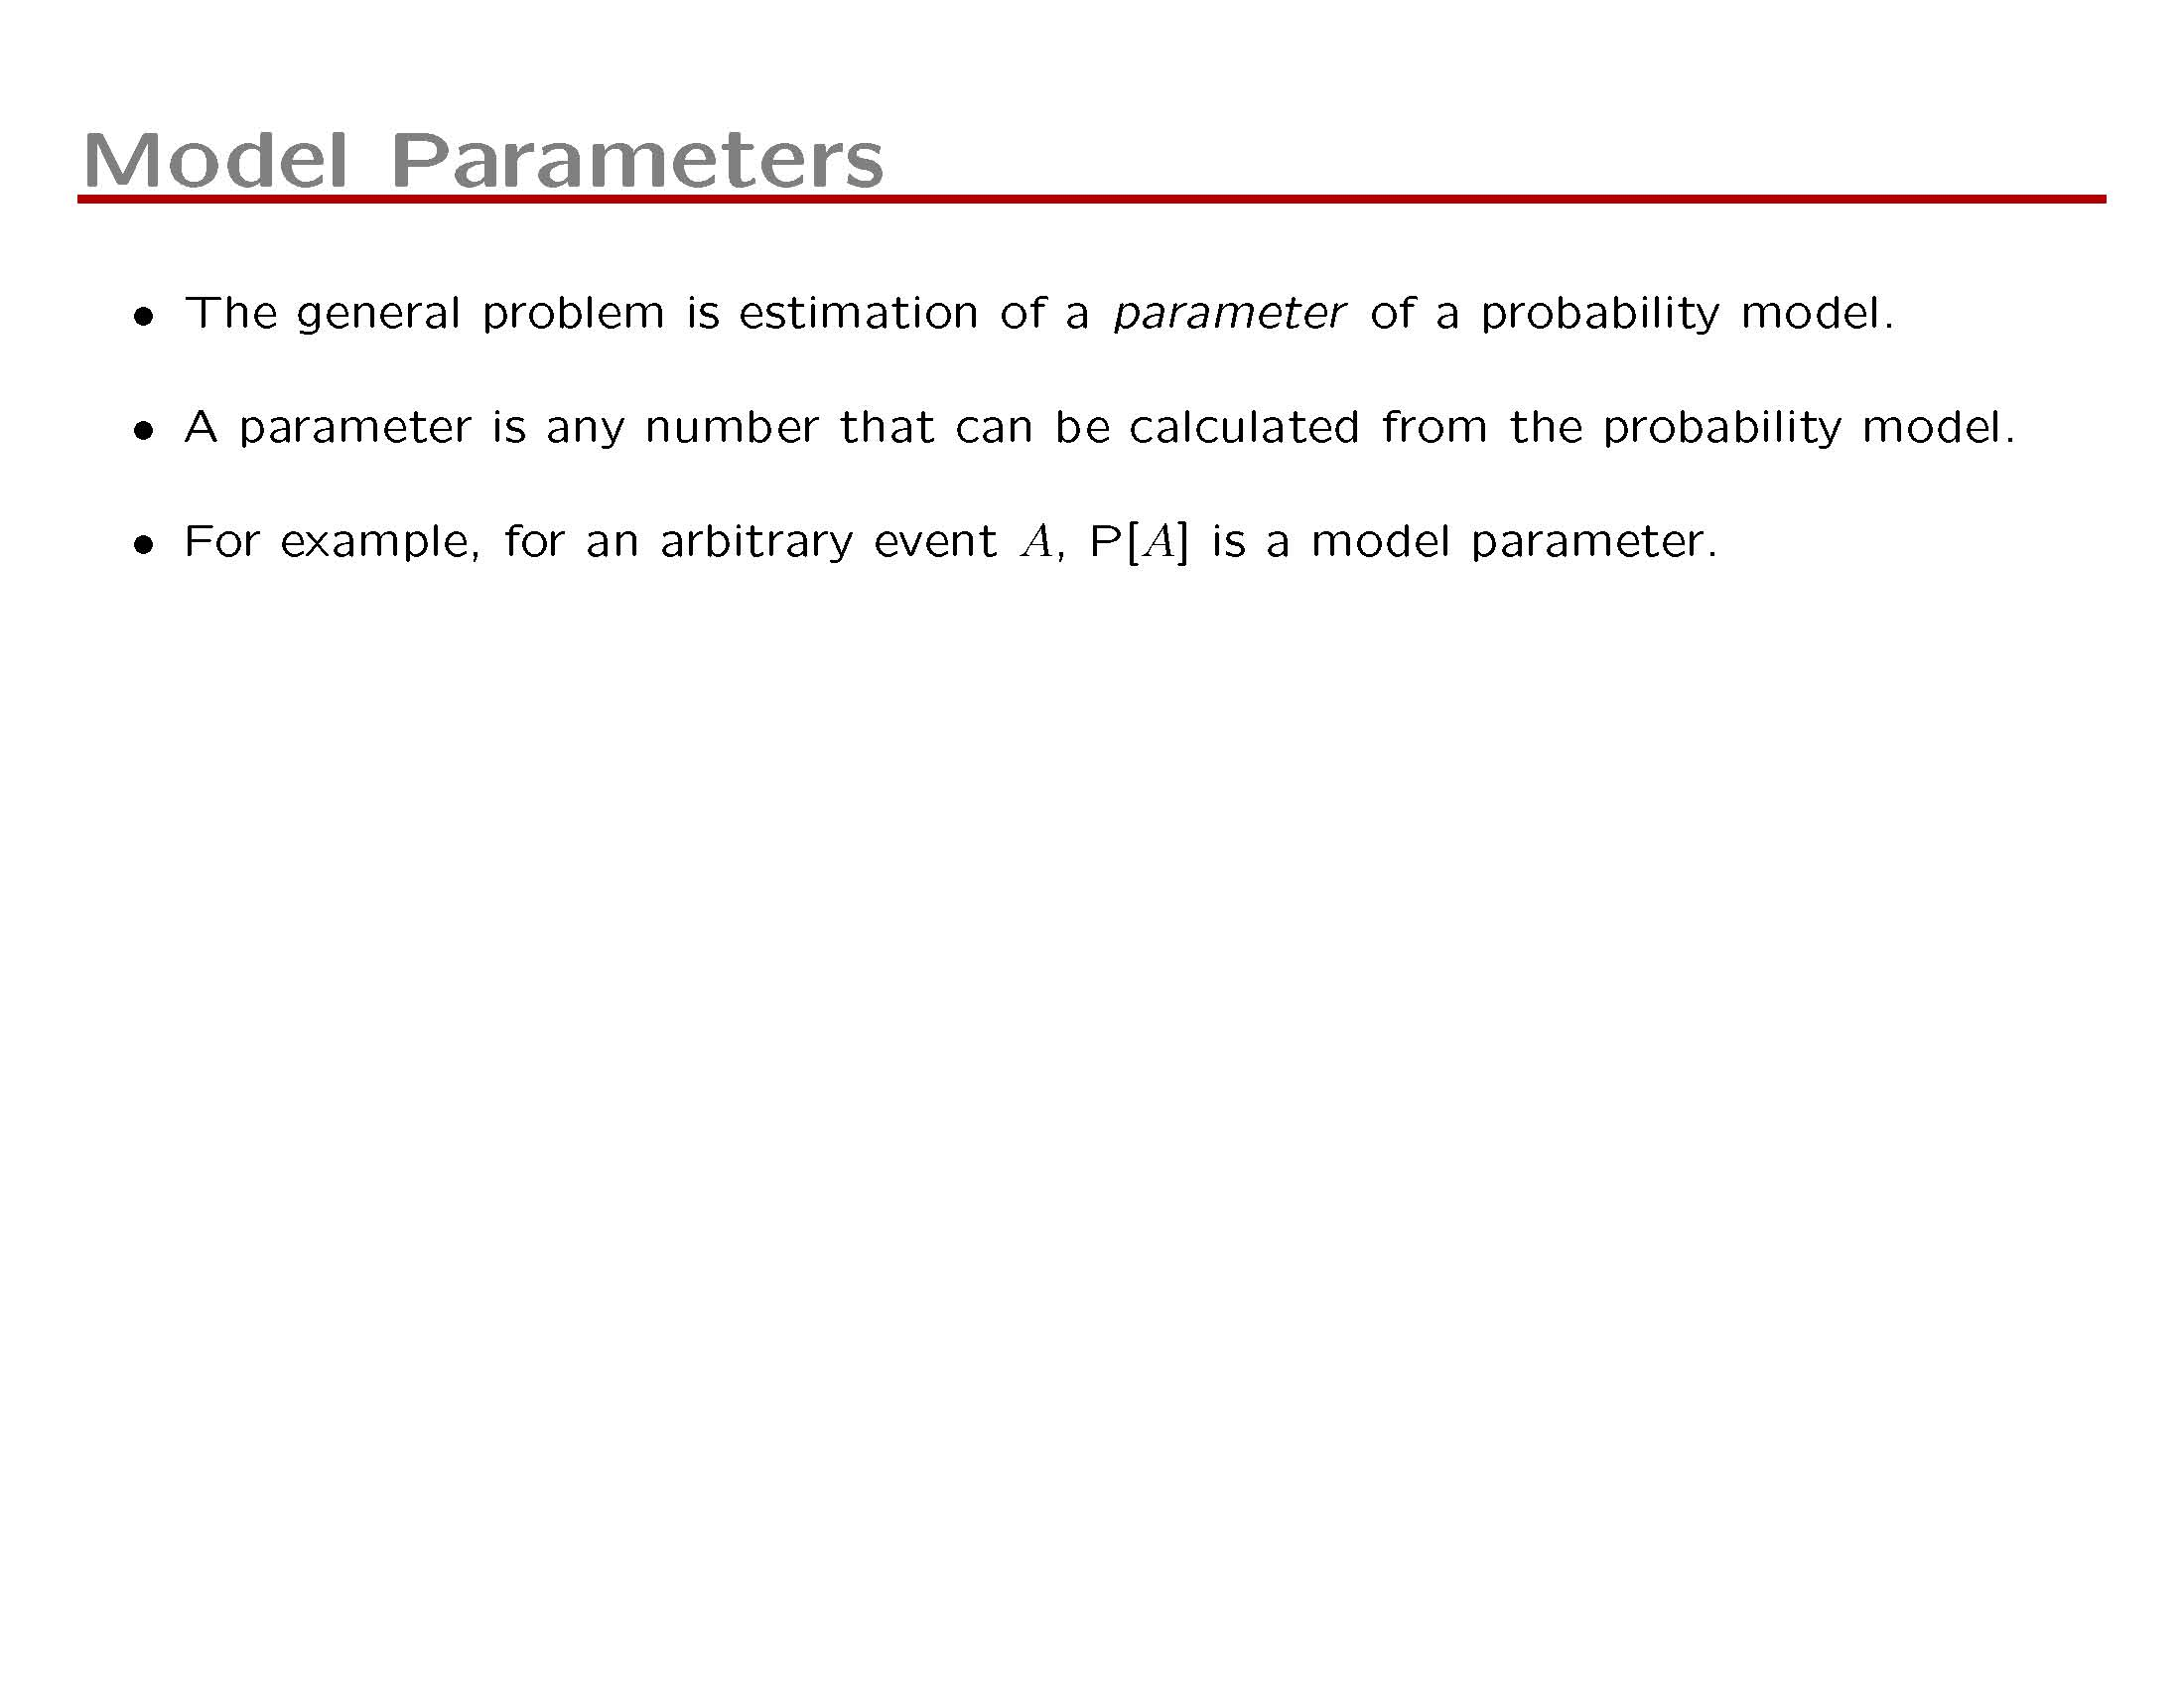 Model Parameters
• The general problem is estimation of a parameter of a probability model.
• A parameter is any number that can be calculated from the probability model.
• For example, for an arbitrary event A, P[A] is a model parameter.